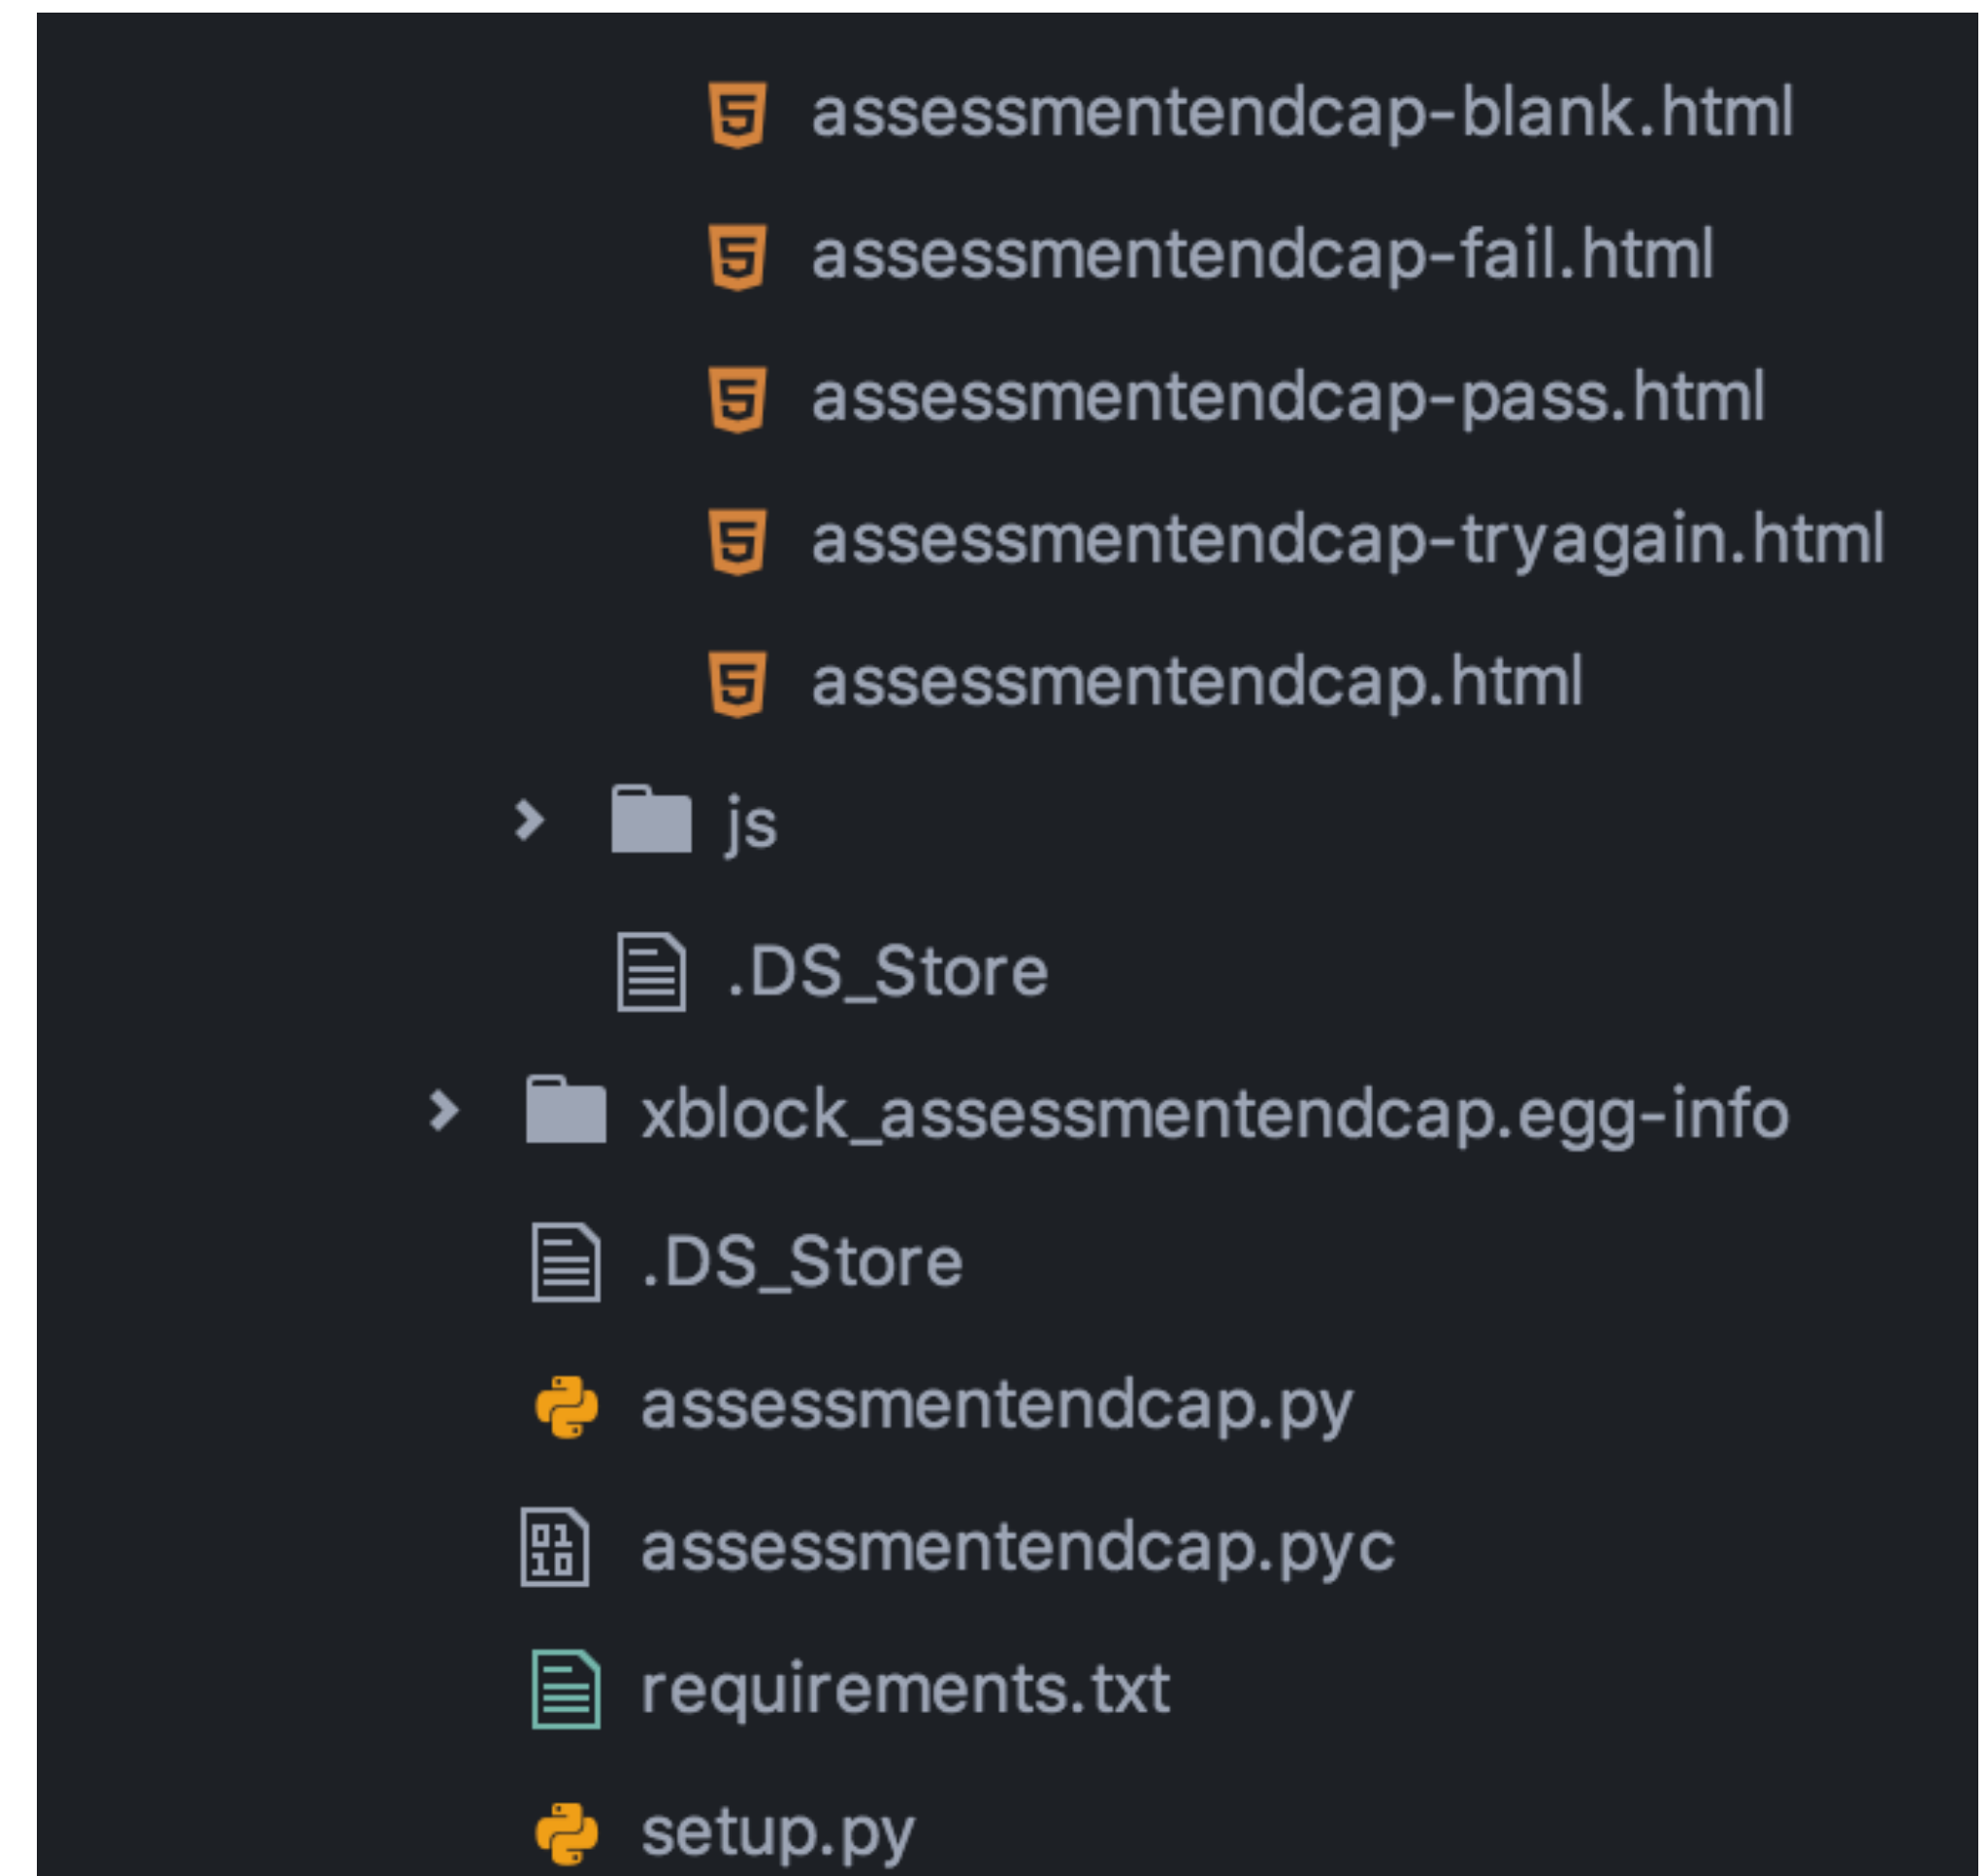 assessmentendcap-blank.html
assessmentendcap-fail.html
assessmentendcap-pass.html
assessmentendcap-tryagain.html
assessmentendcap.html
js
.DS_Store
xblock_assessmentendcap.egg-info
.DS_Store
assessmentendcap.py
assessmentendcap.pyc
requirements.txt
setup.py